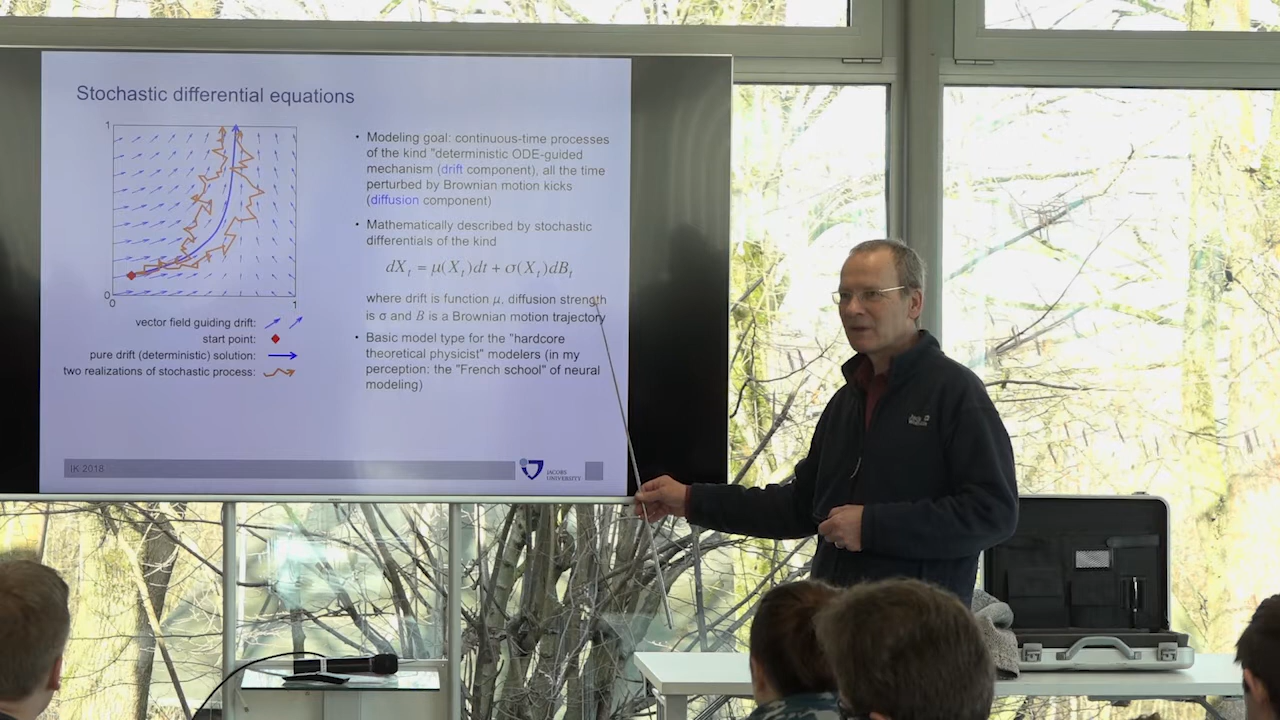 Stochastic differential equations
1
0
0
1
vector field guiding drift:
start point:
pure drift (deterministic) solution:
two realizations of stochastic process:
• Modeling goal: continuous-time processes
of the kind "deterministic ODE-guided
mechanism (drift component), all the time
perturbed by Brownian motion kicks
(diffusion component)
• Mathematically described by stochastic
differentials of the kind
dX_t = μ(X_t)dt + σ(X_t)dB_t
where drift is function μ, diffusion strength
is σ and B is a Brownian motion trajectory
• Basic model type for the "hardcore
theoretical physicist" modelers (in my
perception: the "French school" of neural
modeling)
IK 2018
JACOBS
UNIVERSITY
Jack
Wolfskin